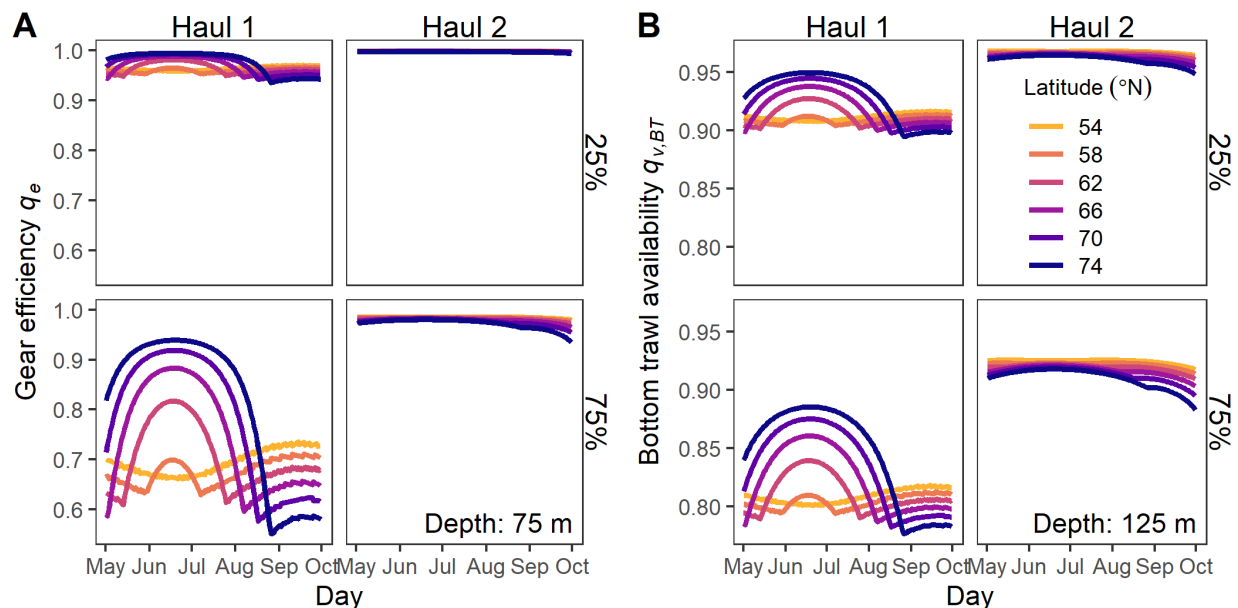 A
Haul 1
Haul 2
Gear efficiency qe
1.0
0.9
0.8
0.7
0.6
25%
1.0
0.9
0.8
0.7
0.6
75%
Depth: 75 m
May Jun Jul Aug Sep Oct
May Jun Jul Aug Sep Oct
Day
B
Haul 1
Haul 2
Bottom trawl availability qv,BT
0.95
0.90
0.85
0.80
Latitude (°N)
54
58
62
66
70
74
25%
0.95
0.90
0.85
0.80
75%
Depth: 125 m
May Jun Jul Aug Sep Oct
May Jun Jul Aug Sep Oct
Day